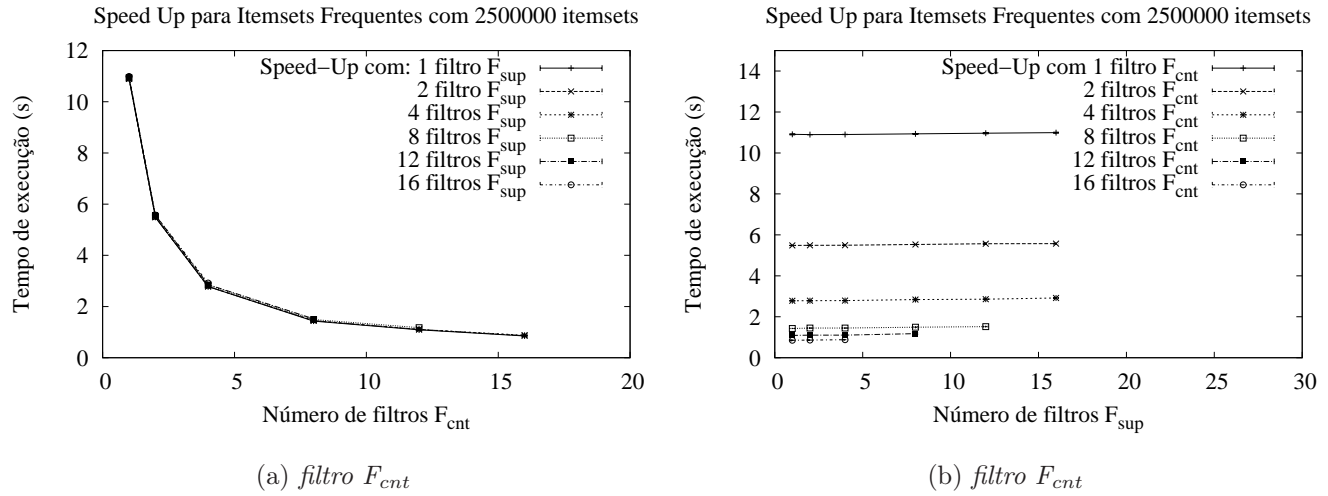 Speed Up para Itemsets Frequentes com 2500000 itemsets
12
10
8
6
4
2
0
0
5
10
15
20
Tempo de execução (s)
Número de filtros F_cnt
Speed−Up com: 1 filtro F_sup
2 filtro F_sup
4 filtros F_sup
8 filtros F_sup
12 filtros F_sup
16 filtros F_sup
(a) filtro F_cnt
Speed Up para Itemsets Frequentes com 2500000 itemsets
14
12
10
8
6
4
2
0
0
5
10
15
20
25
30
Tempo de execução (s)
Número de filtros F_sup
Speed−Up com 1 filtro F_cnt
2 filtros F_cnt
4 filtros F_cnt
8 filtros F_cnt
12 filtros F_cnt
16 filtros F_cnt
(b) filtro F_cnt